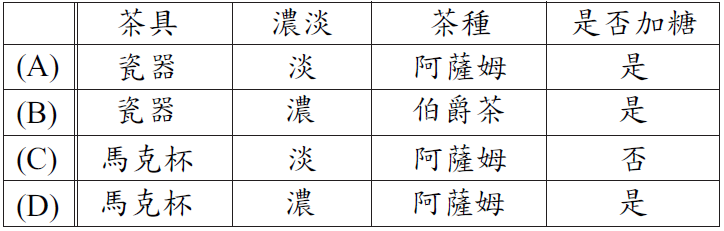 茶具 濃淡 茶種 是否加糖
(A) 瓷器 淡 阿薩姆 是
(B) 瓷器 濃 伯爵茶 是
(C) 馬克杯 淡 阿薩姆 否
(D) 馬克杯 濃 阿薩姆 是